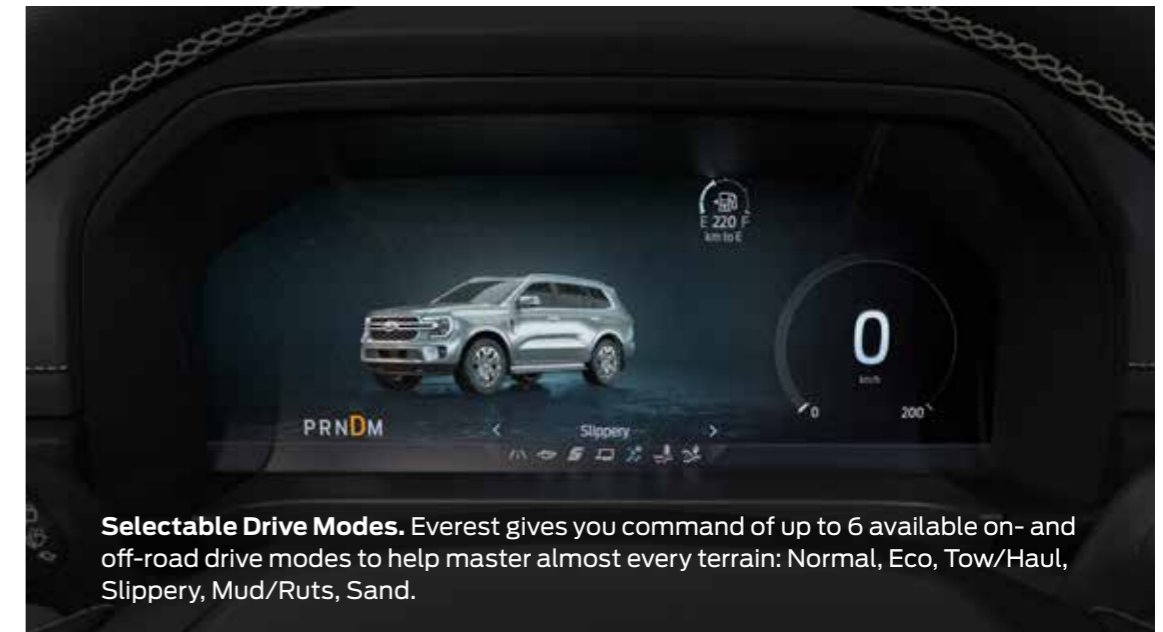 E 220 F
km to E
0
km/h
0 200
PRNDM
< Slippery >
Selectable Drive Modes. Everest gives you command of up to 6 available on- and
off-road drive modes to help master almost every terrain: Normal, Eco, Tow/Haul,
Slippery, Mud/Ruts, Sand.